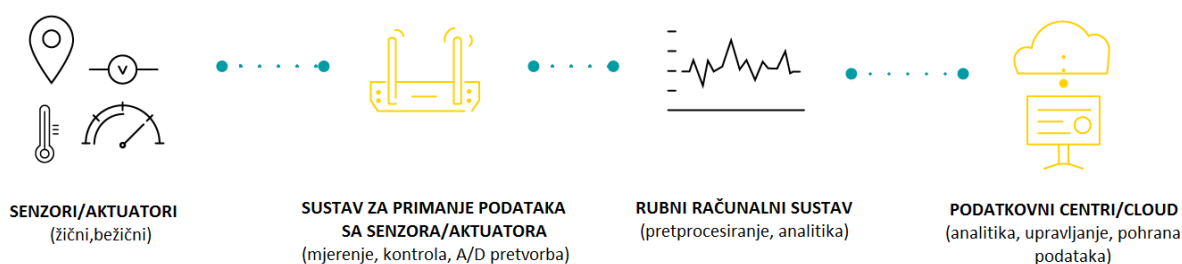 V
SENZORI/AKTUATORI
(žični,bežični)
SUSTAV ZA PRIMANJE PODATAKA
SA SENZORA/AKTUATORA
(mjerenje, kontrola, A/D pretvorba)
RUBNI RAČUNALNI SUSTAV
(pretprocesiranje, analitika)
PODATKOVNI CENTRI/CLOUD
(analitika, upravljanje, pohrana
podataka)